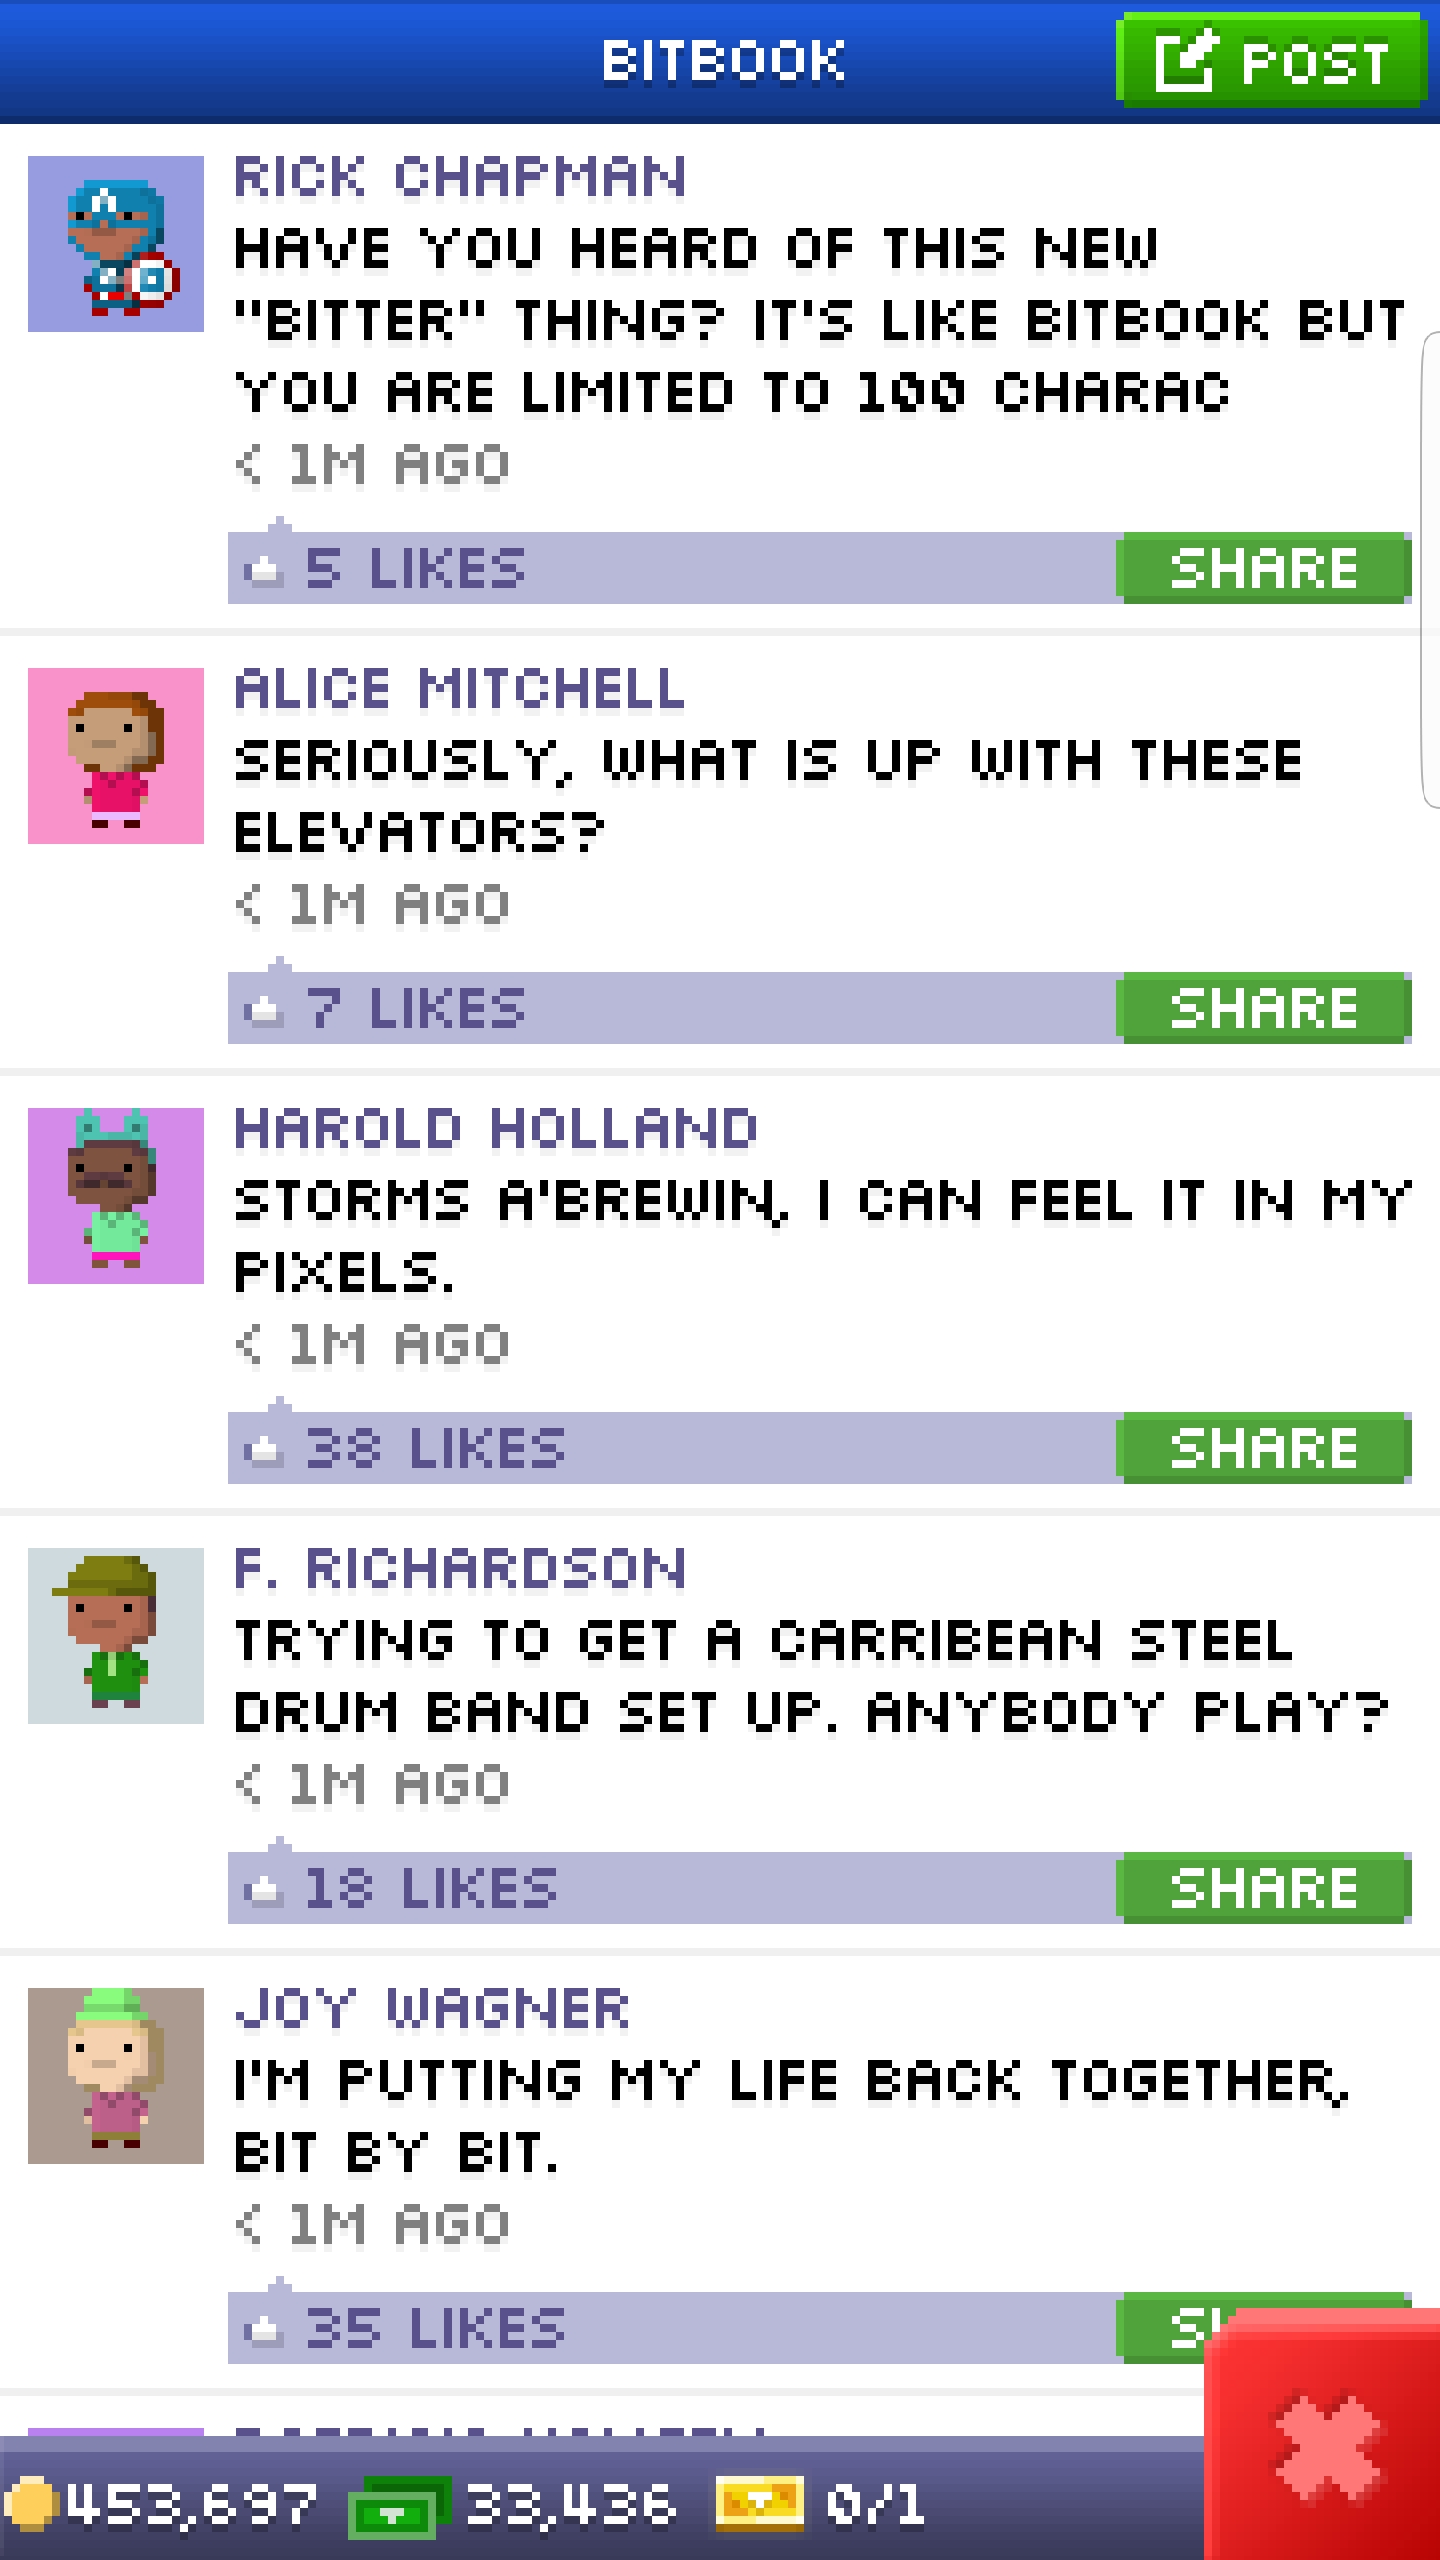 BITBOOK
POST
RICK CHAPMAN
HAVE YOU HEARD OF THIS NEW
"BITTER" THING? IT'S LIKE BITBOOK BUT
YOU ARE LIMITED TO 100 CHARAC
< 1M AGO
5 LIKES SHARE
ALICE MITCHELL
SERIOUSLY, WHAT IS UP WITH THESE
ELEVATORS?
< 1M AGO
7 LIKES SHARE
HAROLD HOLLAND
STORMS A'BREWIN, I CAN FEEL IT IN MY
PIXELS.
< 1M AGO
38 LIKES SHARE
F. RICHARDSON
TRYING TO GET A CARRIBEAN STEEL
DRUM BAND SET UP. ANYBODY PLAY?
< 1M AGO
18 LIKES SHARE
JOY WAGNER
I'M PUTTING MY LIFE BACK TOGETHER,
BIT BY BIT.
< 1M AGO
35 LIKES
453,697 33,436 0/1